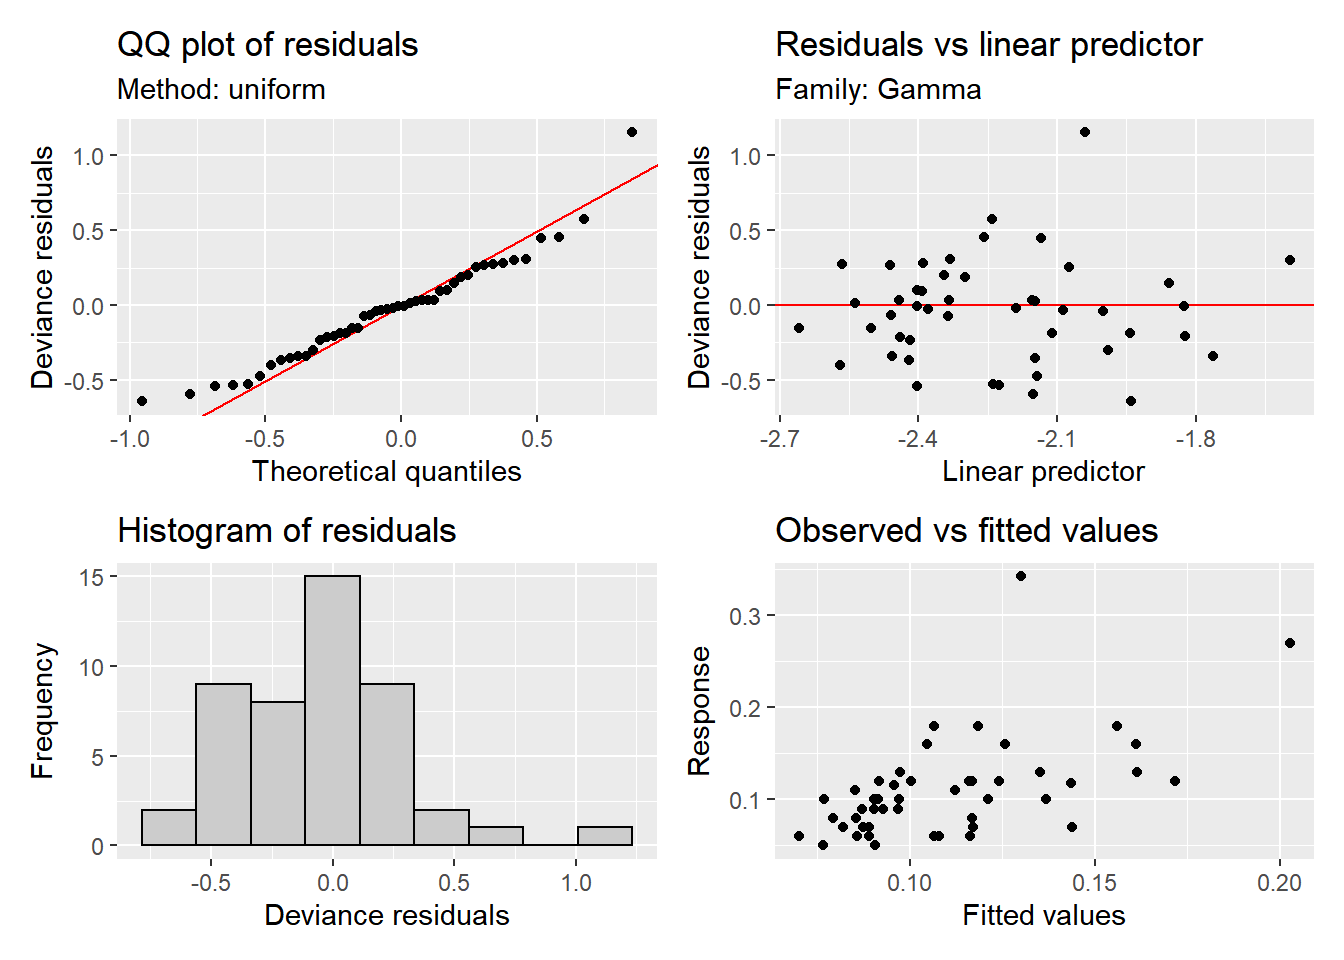 QQ plot of residuals
Method: uniform
Deviance residuals
1.0
0.5
0.0
-0.5
-1.0 -0.5 0.0 0.5
Theoretical quantiles
Residuals vs linear predictor
Family: Gamma
Deviance residuals
1.0
0.5
0.0
-0.5
-2.7 -2.4 -2.1 -1.8
Linear predictor
Histogram of residuals
Frequency
15
10
5
0
-0.5 0.0 0.5 1.0
Deviance residuals
Observed vs fitted values
Response
0.3
0.2
0.1
0.10 0.15 0.20
Fitted values